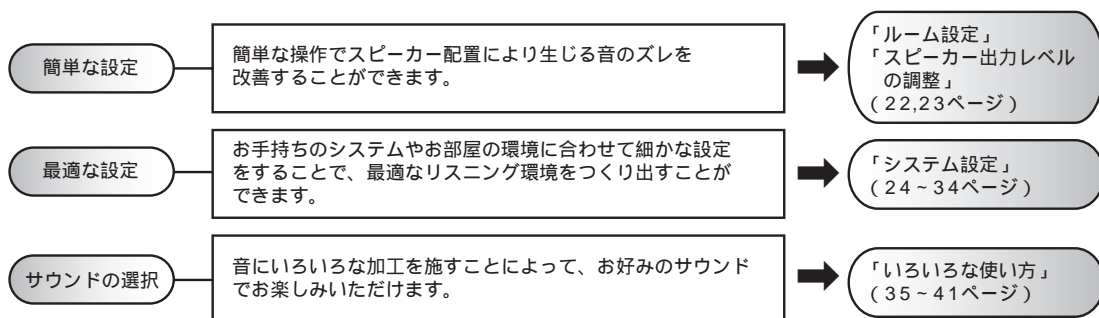 簡単な設定
簡単な操作でスピーカー配置により生じる音のズレを
改善することができます。
「ルーム設定」
「スピーカー出力レベル
の調整」
(22,23ページ)
最適な設定
お手持ちのシステムやお部屋の環境に合わせて細かな設定
をすることで、最適なリスニング環境をつくり出すことが
できます。
「システム設定」
(24~34ページ)
サウンドの選択
音にいろいろな加工を施すことによって、お好みのサウンド
でお楽しみいただけます。
「いろいろな使い方」
(35~41ページ)